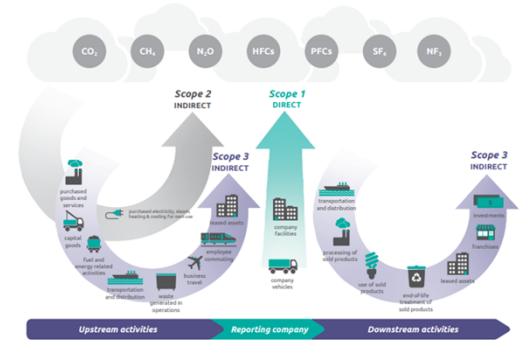 CO₂ CH₄ N₂O HFCs PFCs SF₆ NF₃
Scope 2
INDIRECT
Scope 1
DIRECT
Scope 3
INDIRECT
Scope 3
INDIRECT
purchased
goods and
services
capital
goods
fuel and
energy related
activities
transportation
and distribution
waste
generated in
operations
business
travel
employee
commuting
leased assets
purchased electricity, steam,
heating & cooling for own use
company
facilities
company
vehicles
transportation
and distribution
processing of
sold products
use of sold
products
end-of-life
treatment of
sold products
leased assets
franchises
investments
Upstream activities
Reporting company
Downstream activities